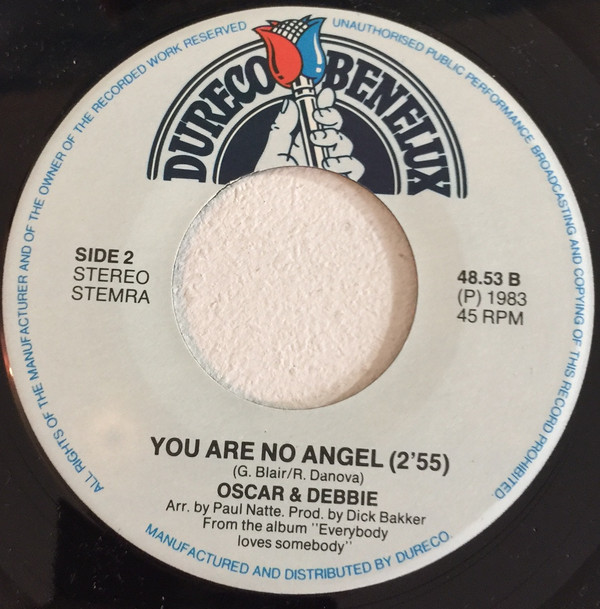 ALL RIGHTS OF THE MANUFACTURER AND OF THE OWNER OF THE RECORDED WORK RESERVED
UNAUTHORISED PUBLIC PERFORMANCE BROADCASTING AND COPYING OF THIS RECORD PROHIBITED.
DURECO BENELUX
SIDE 2
STEREO
STEMRA
48.53 B
(P) 1983
45 RPM
YOU ARE NO ANGEL (2'55)
(G. Blair/R. Danova)
OSCAR & DEBBIE
Arr. by Paul Natte. Prod. by Dick Bakker
From the album ''Everybody
loves somebody''
MANUFACTURED AND DISTRIBUTED BY DURECO.